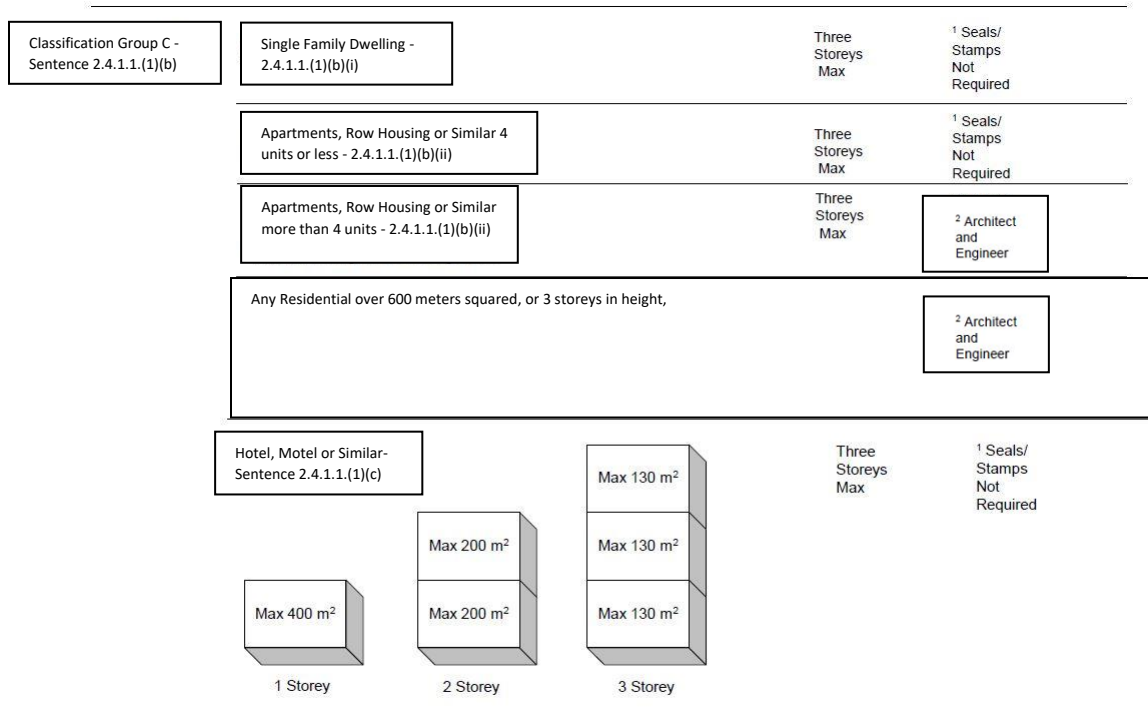 Classification Group C -
Sentence 2.4.1.1.(1)(b)
Single Family Dwelling -
2.4.1.1.(1)(b)(i)
Three
Storeys
Max
¹ Seals/
Stamps
Not
Required
Apartments, Row Housing or Similar 4
units or less - 2.4.1.1.(1)(b)(ii)
Three
Storeys
Max
¹ Seals/
Stamps
Not
Required
Apartments, Row Housing or Similar
more than 4 units - 2.4.1.1.(1)(b)(ii)
Three
Storeys
Max
² Architect
and
Engineer
Any Residential over 600 meters squared, or 3 storeys in height,
² Architect
and
Engineer
Hotel, Motel or Similar-
Sentence 2.4.1.1.(1)(c)
Three
Storeys
Max
¹ Seals/
Stamps
Not
Required
Max 400 m²
1 Storey
Max 200 m²
Max 200 m²
2 Storey
Max 130 m²
Max 130 m²
Max 130 m²
3 Storey